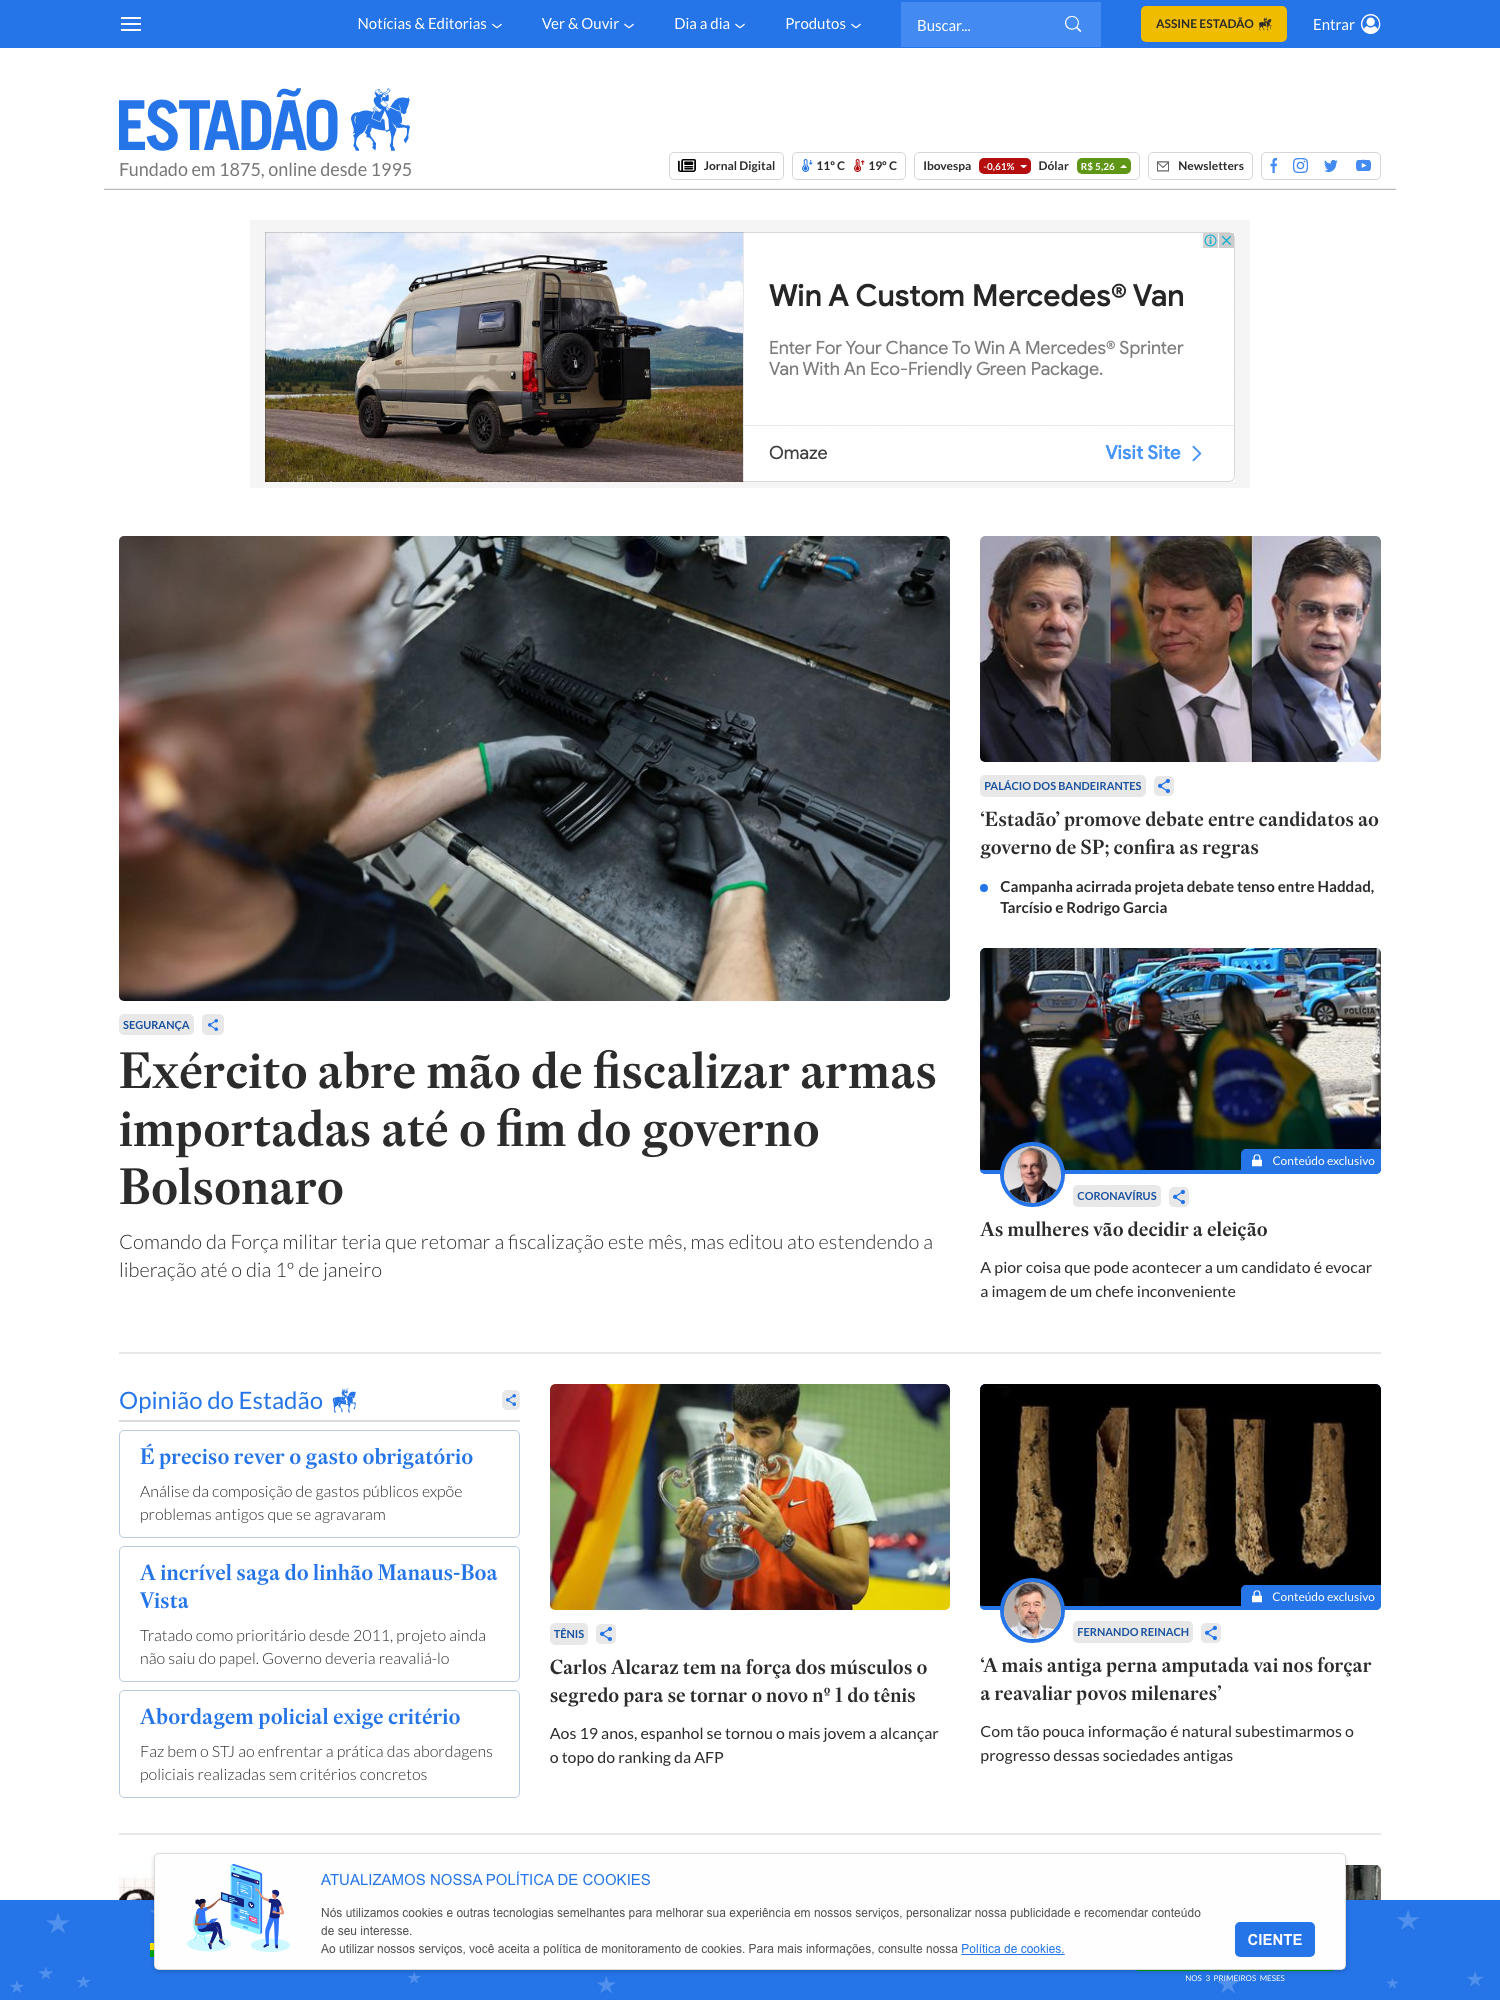 Notícias & Editorias
Ver & Ouvir
Dia a dia
Produtos
Buscar...
ASSINE ESTADÃO
Entrar
ESTADÃO
Fundado em 1875, online desde 1995
Jornal Digital
11º C 19º C
Ibovespa -0,61% Dólar R$ 5,26
Newsletters
Win A Custom Mercedes® Van
Enter For Your Chance To Win A Mercedes® Sprinter
Van With An Eco-Friendly Green Package.
Omaze
Visit Site
SEGURANÇA
Exército abre mão de fiscalizar armas
importadas até o fim do governo
Bolsonaro
Comando da Força militar teria que retomar a fiscalização este mês, mas editou ato estendendo a
liberação até o dia 1º de janeiro
PALÁCIO DOS BANDEIRANTES
‘Estadão’ promove debate entre candidatos ao
governo de SP; confira as regras
Campanha acirrada projeta debate tenso entre Haddad,
Tarcísio e Rodrigo Garcia
POLÍCIA
Conteúdo exclusivo
CORONAVÍRUS
As mulheres vão decidir a eleição
A pior coisa que pode acontecer a um candidato é evocar
a imagem de um chefe inconveniente
Opinião do Estadão
É preciso rever o gasto obrigatório
Análise da composição de gastos públicos expõe
problemas antigos que se agravaram
A incrível saga do linhão Manaus-Boa
Vista
Tratado como prioritário desde 2011, projeto ainda
não saiu do papel. Governo deveria reavaliá-lo
Abordagem policial exige critério
Faz bem o STJ ao enfrentar a prática das abordagens
policiais realizadas sem critérios concretos
TÊNIS
Carlos Alcaraz tem na força dos músculos o
segredo para se tornar o novo nº 1 do tênis
Aos 19 anos, espanhol se tornou o mais jovem a alcançar
o topo do ranking da AFP
Conteúdo exclusivo
FERNANDO REINACH
‘A mais antiga perna amputada vai nos forçar
a reavaliar povos milenares’
Com tão pouca informação é natural subestimarmos o
progresso dessas sociedades antigas
ATUALIZAMOS NOSSA POLÍTICA DE COOKIES
Nós utilizamos cookies e outras tecnologias semelhantes para melhorar sua experiência em nossos serviços, personalizar nossa publicidade e recomendar conteúdo
de seu interesse.
Ao utilizar nossos serviços, você aceita a política de monitoramento de cookies. Para mais informações, consulte nossa Política de cookies.
CIENTE
NOS 3 PRIMEIROS MESES